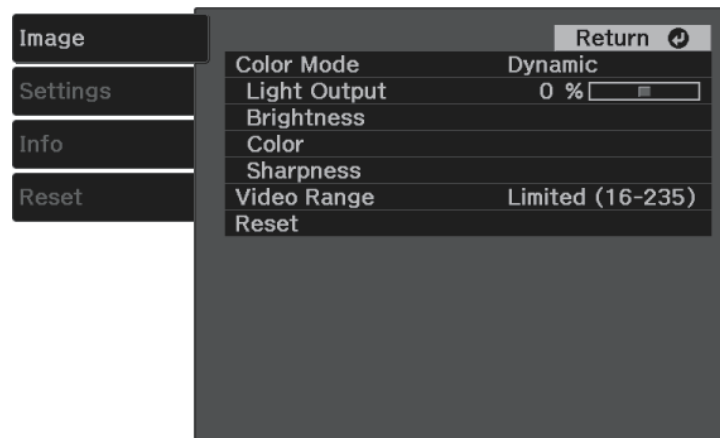 Image
Settings
Info
Reset
Return
Color Mode Dynamic
Light Output 0 %
Brightness
Color
Sharpness
Video Range Limited (16-235)
Reset